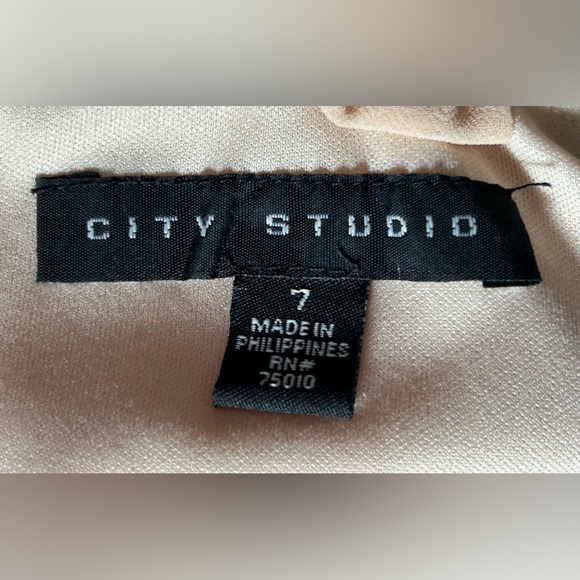 CITY STUDIO
7
MADE IN
PHILIPPINES
RN#
75010